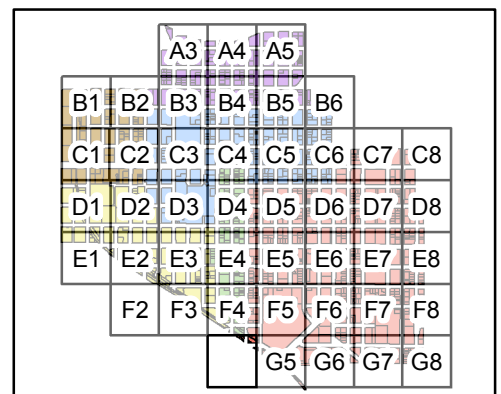 A3 A4 A5
B1 B2 B3 B4 B5 B6
C1 C2 C3 C4 C5 C6 C7 C8
D1 D2 D3 D4 D5 D6 D7 D8
E1 E2 E3 E4 E5 E6 E7 E8
F2 F3 F4 F5 F6 F7 F8
G5 G6 G7 G8